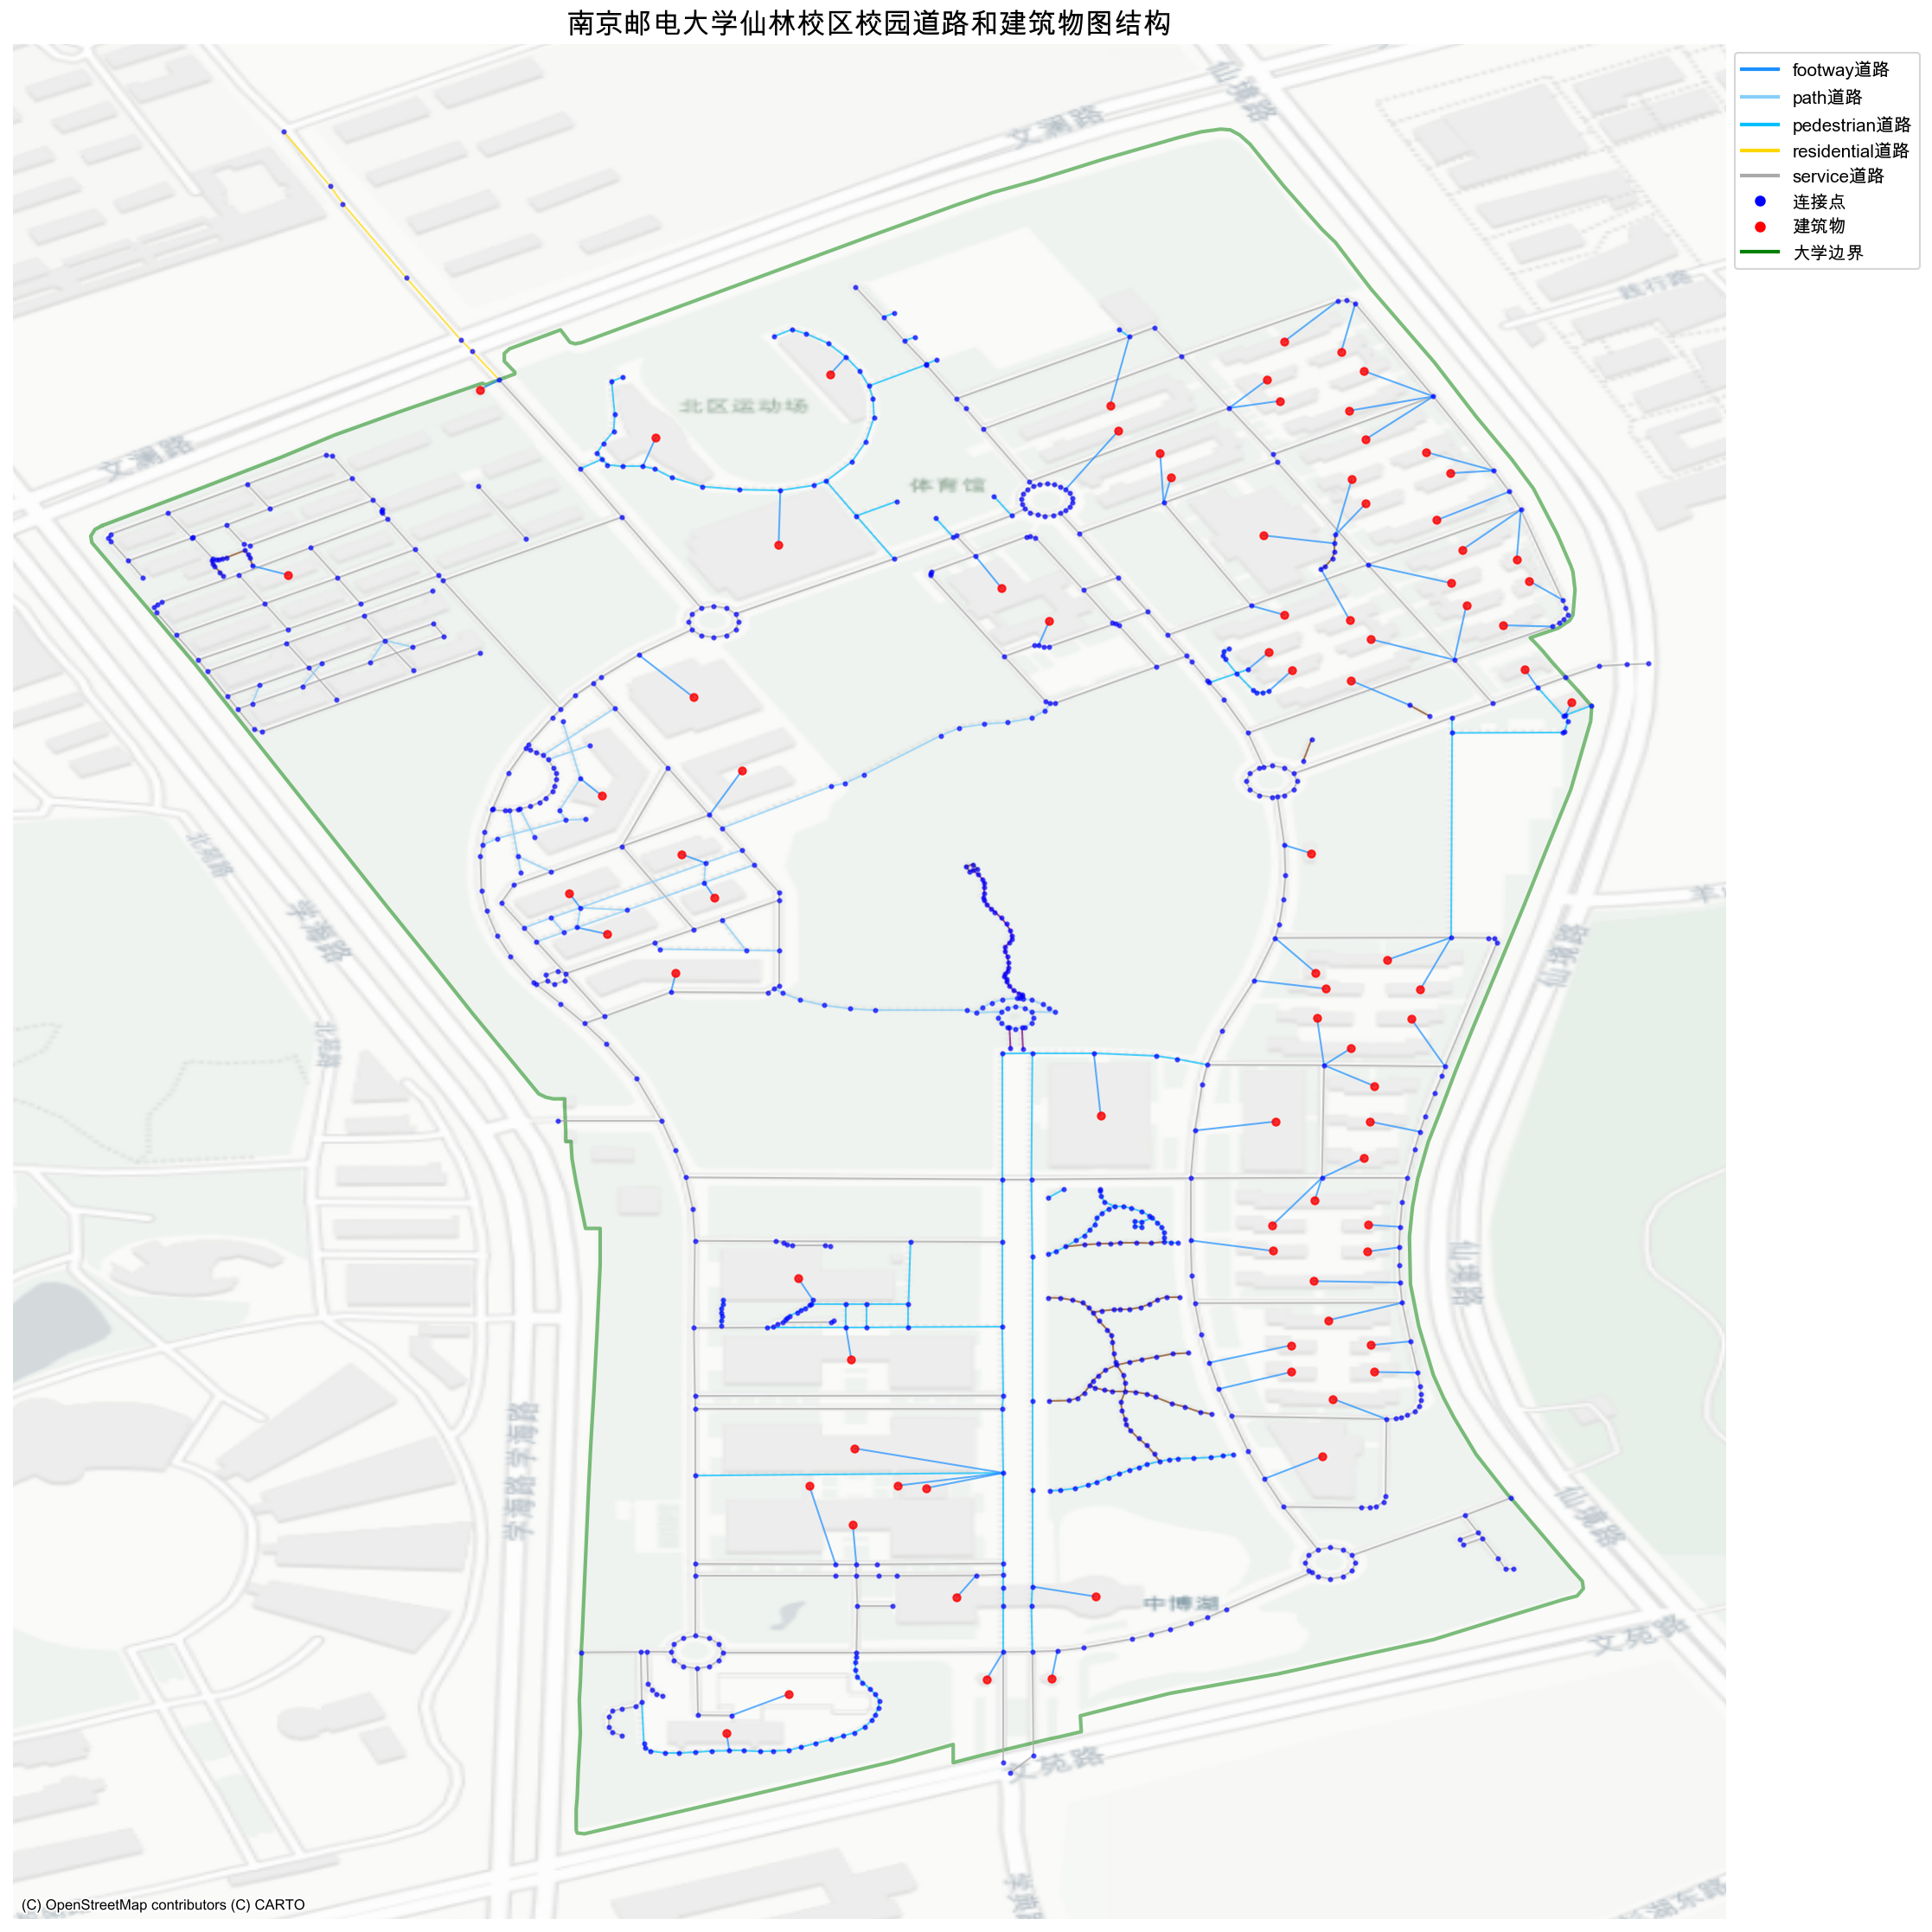 南京邮电大学仙林校区校园道路和建筑物图结构
footway道路
path道路
pedestrian道路
residential道路
service道路
连接点
建筑物
大学边界
仙境路
文澜路
践行路
北区运动场
文澜路
体育馆
北苑路
学海路
仙境路
仙境路
学海路
学海路
仙境路
中博湖
文苑路
文苑路
(C) OpenStreetMap contributors (C) CARTO